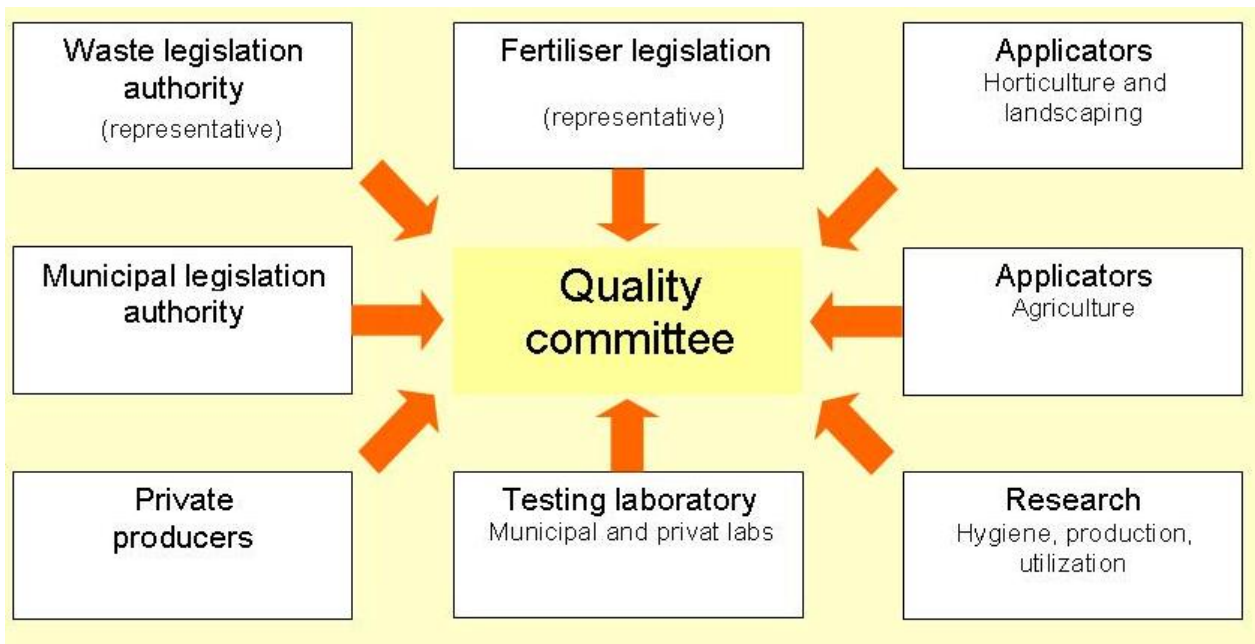 Waste legislation
authority
(representative)
Fertiliser legislation
(representative)
Applicators
Horticulture and
landscaping
Municipal legislation
authority
Quality
committee
Applicators
Agriculture
Private
producers
Testing laboratory
Municipal and privat labs
Research
Hygiene, production,
utilization